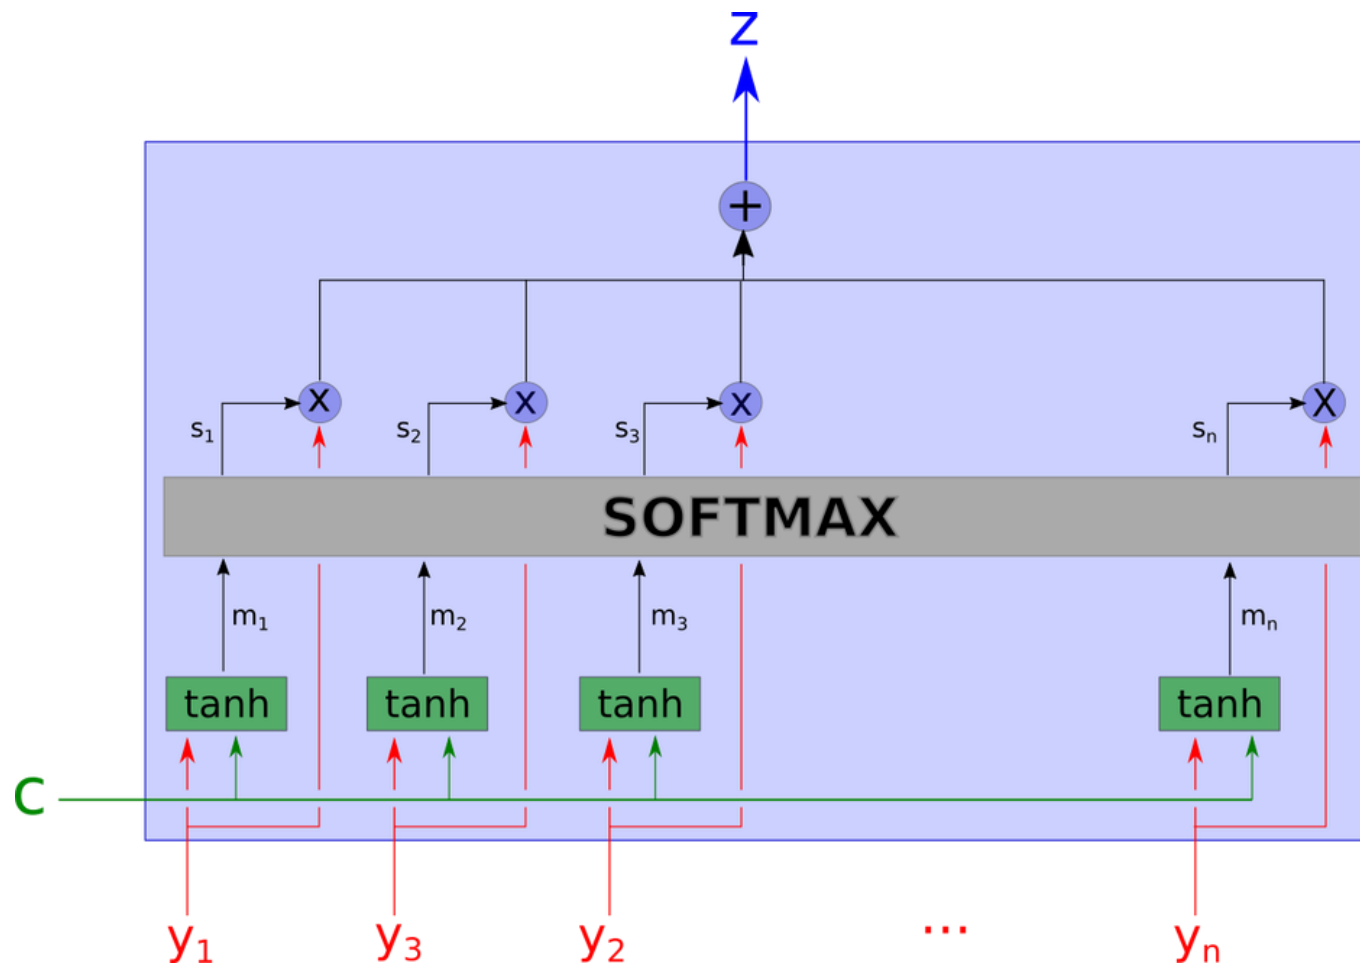 z
+
x x x x
s₁ s₂ s₃ sₙ
SOFTMAX
m₁ m₂ m₃ mₙ
tanh tanh tanh tanh
C
y₁ y₃ y₂ ... yₙ